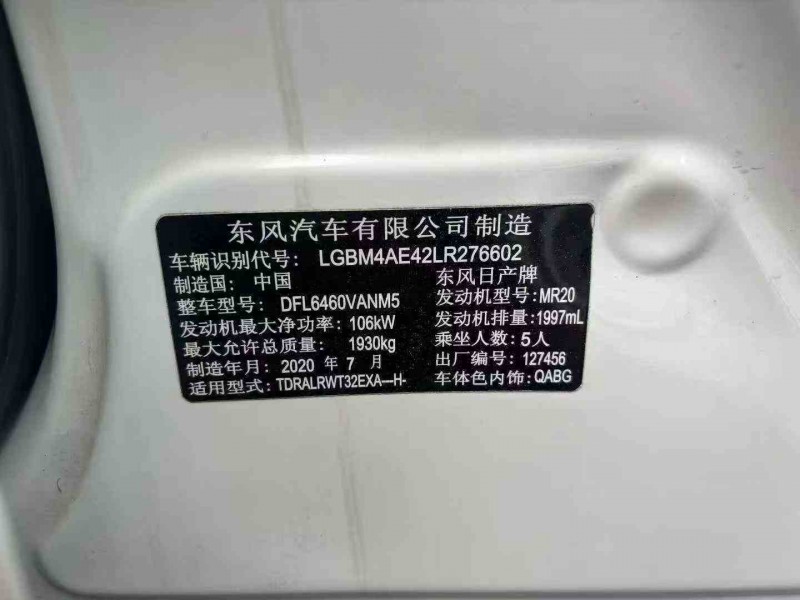 东风汽车有限公司制造
车辆识别代号: LGBM4AE42LR276602
制造国: 中国 东风日产牌
整车型号: DFL6460VANM5 发动机型号: MR20
发动机最大净功率: 106kW 发动机排量: 1997mL
最大允许总质量: 1930kg 乘坐人数: 5人
制造年月: 2020 年 7 月 出厂编号: 127456
适用型式: TDRALRWT32EXA---H- 车体色内饰: QABG